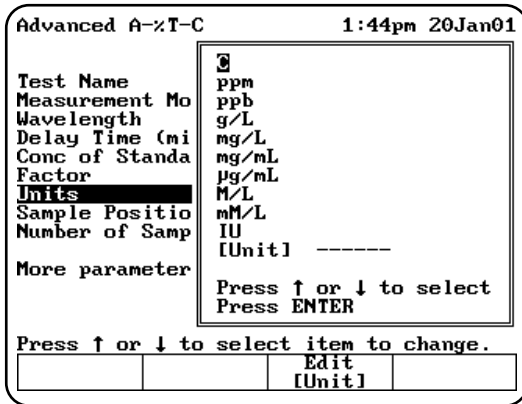 Advanced A-%T-C 1:44pm 20Jan01
Test Name
Measurement Mo
Wavelength
Delay Time (mi
Conc of Standa
Factor
Units
Sample Positio
Number of Samp
More parameter
C
ppm
ppb
g/L
mg/L
mg/mL
µg/mL
M/L
mM/L
IU
[Unit] ------
Press ↑ or ↓ to select
Press ENTER
Press ↑ or ↓ to select item to change.
Edit
[Unit]